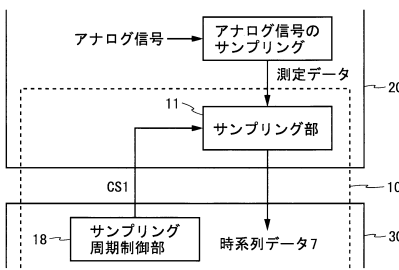 アナログ信号
アナログ信号の
サンプリング
測定データ
20
11
サンプリング部
CS1
10
18
サンプリング
周期制御部
時系列データ7
30